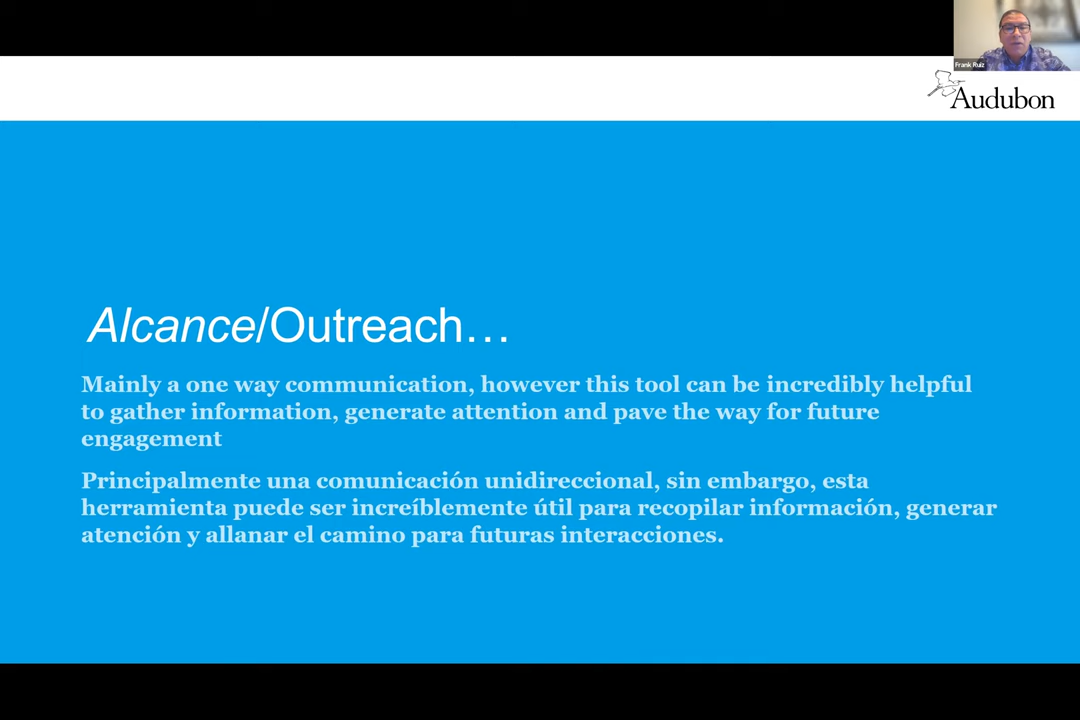 Frank Ruiz
Audubon
Alcance/Outreach…
Mainly a one way communication, however this tool can be incredibly helpful
to gather information, generate attention and pave the way for future
engagement
Principalmente una comunicación unidireccional, sin embargo, esta
herramienta puede ser increíblemente útil para recopilar información, generar
atención y allanar el camino para futuras interacciones.